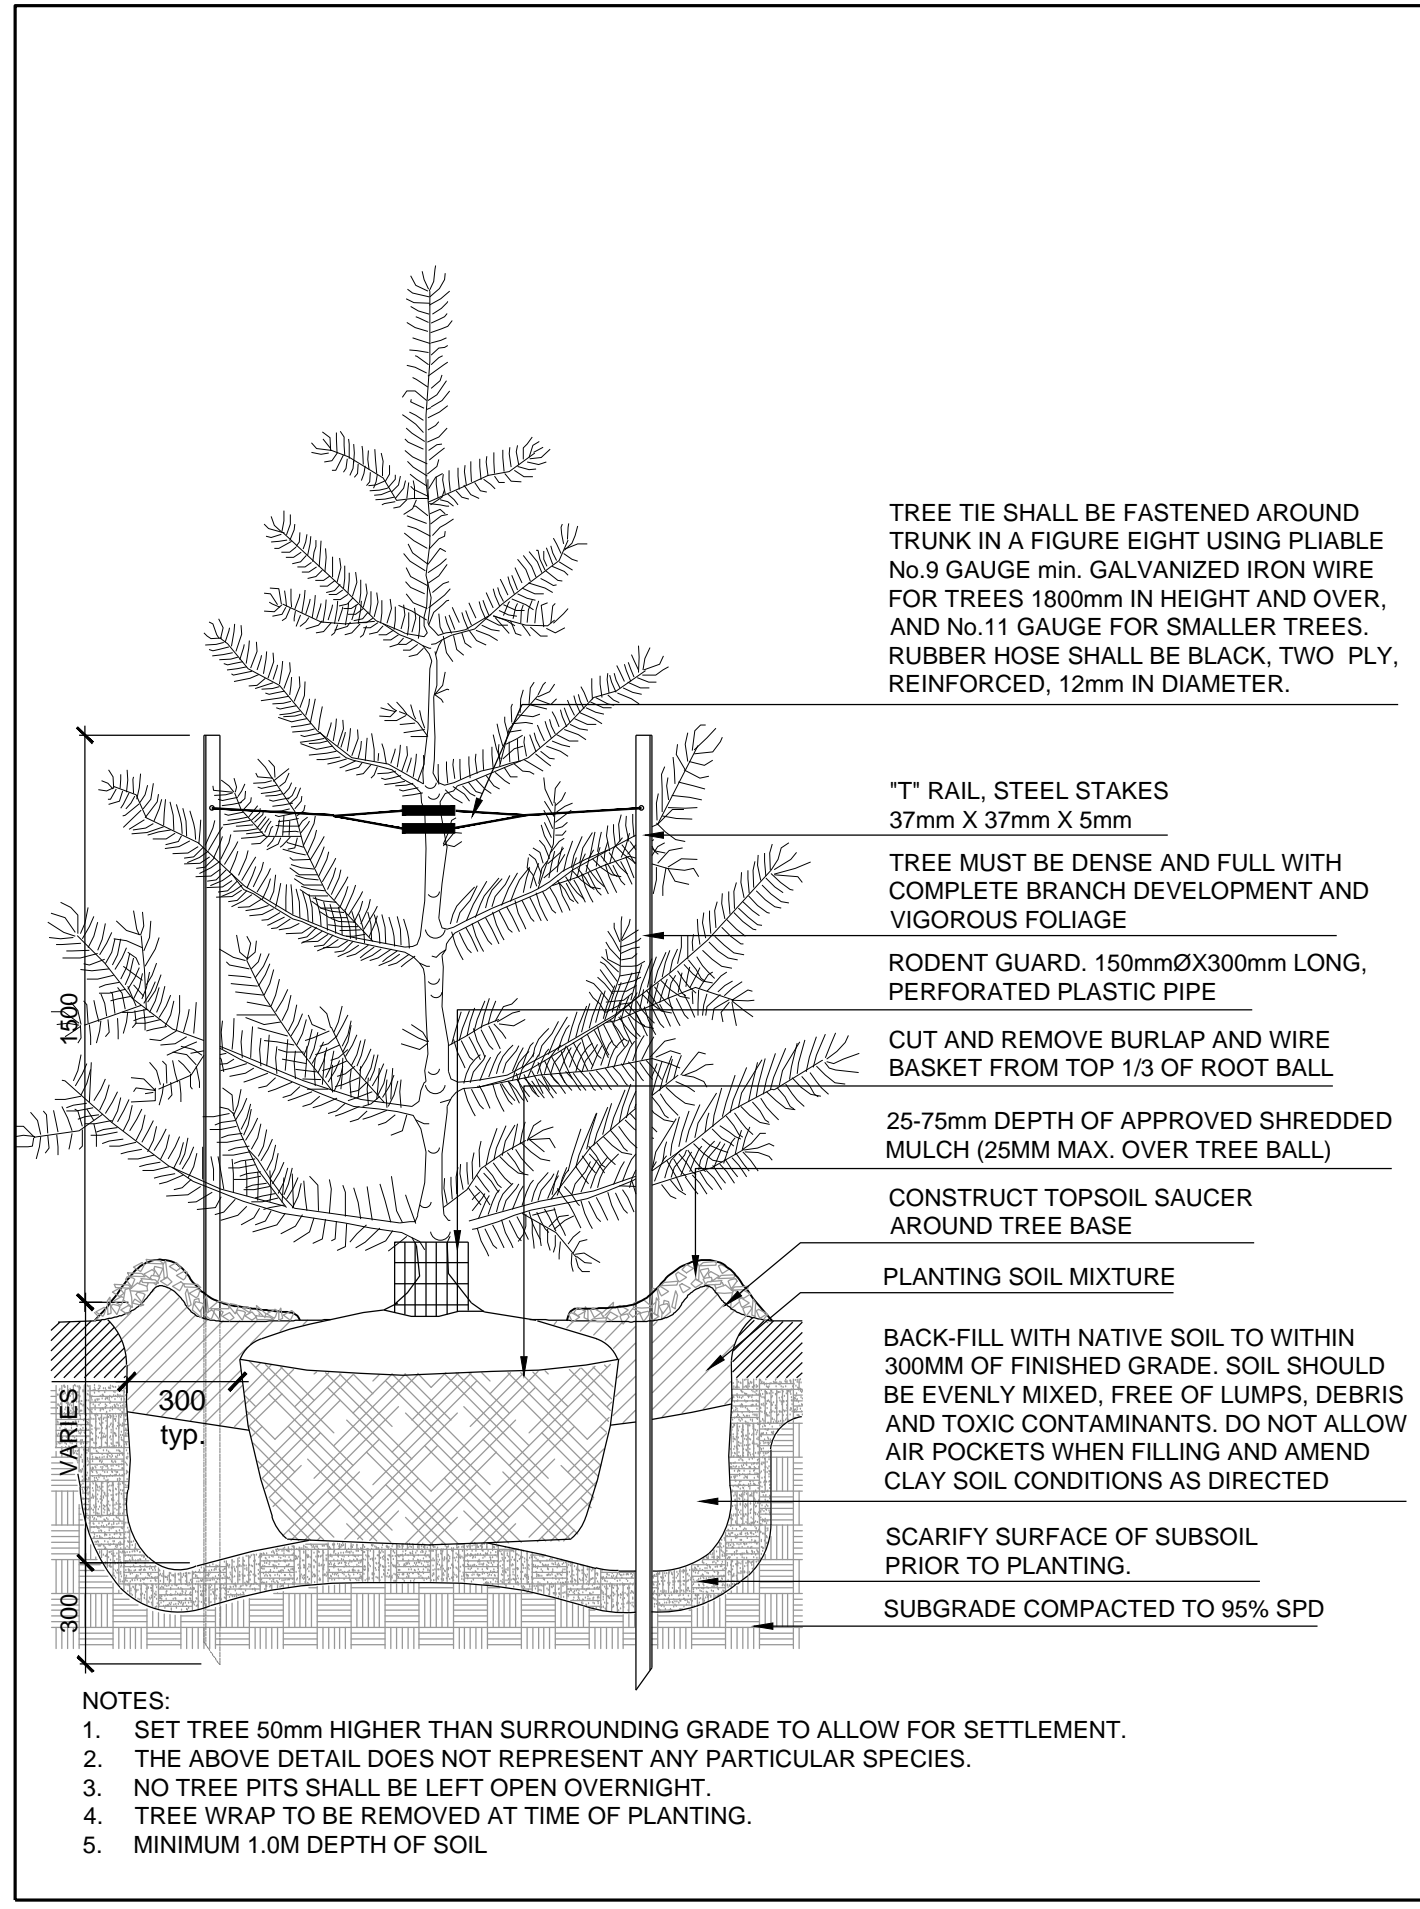 TREE TIE SHALL BE FASTENED AROUND
TRUNK IN A FIGURE EIGHT USING PLIABLE
No.9 GAUGE min. GALVANIZED IRON WIRE
FOR TREES 1800mm IN HEIGHT AND OVER,
AND No.11 GAUGE FOR SMALLER TREES.
RUBBER HOSE SHALL BE BLACK, TWO PLY,
REINFORCED, 12mm IN DIAMETER.
"T" RAIL, STEEL STAKES
37mm X 37mm X 5mm
TREE MUST BE DENSE AND FULL WITH
COMPLETE BRANCH DEVELOPMENT AND
VIGOROUS FOLIAGE
RODENT GUARD. 150mmØX300mm LONG,
PERFORATED PLASTIC PIPE
CUT AND REMOVE BURLAP AND WIRE
BASKET FROM TOP 1/3 OF ROOT BALL
25-75mm DEPTH OF APPROVED SHREDDED
MULCH (25MM MAX. OVER TREE BALL)
CONSTRUCT TOPSOIL SAUCER
AROUND TREE BASE
PLANTING SOIL MIXTURE
BACK-FILL WITH NATIVE SOIL TO WITHIN
300MM OF FINISHED GRADE. SOIL SHOULD
BE EVENLY MIXED, FREE OF LUMPS, DEBRIS
AND TOXIC CONTAMINANTS. DO NOT ALLOW
AIR POCKETS WHEN FILLING AND AMEND
CLAY SOIL CONDITIONS AS DIRECTED
SCARIFY SURFACE OF SUBSOIL
PRIOR TO PLANTING.
SUBGRADE COMPACTED TO 95% SPD
1500
VARIES
300
typ.
300
NOTES:
1. SET TREE 50mm HIGHER THAN SURROUNDING GRADE TO ALLOW FOR SETTLEMENT.
2. THE ABOVE DETAIL DOES NOT REPRESENT ANY PARTICULAR SPECIES.
3. NO TREE PITS SHALL BE LEFT OPEN OVERNIGHT.
4. TREE WRAP TO BE REMOVED AT TIME OF PLANTING.
5. MINIMUM 1.0M DEPTH OF SOIL